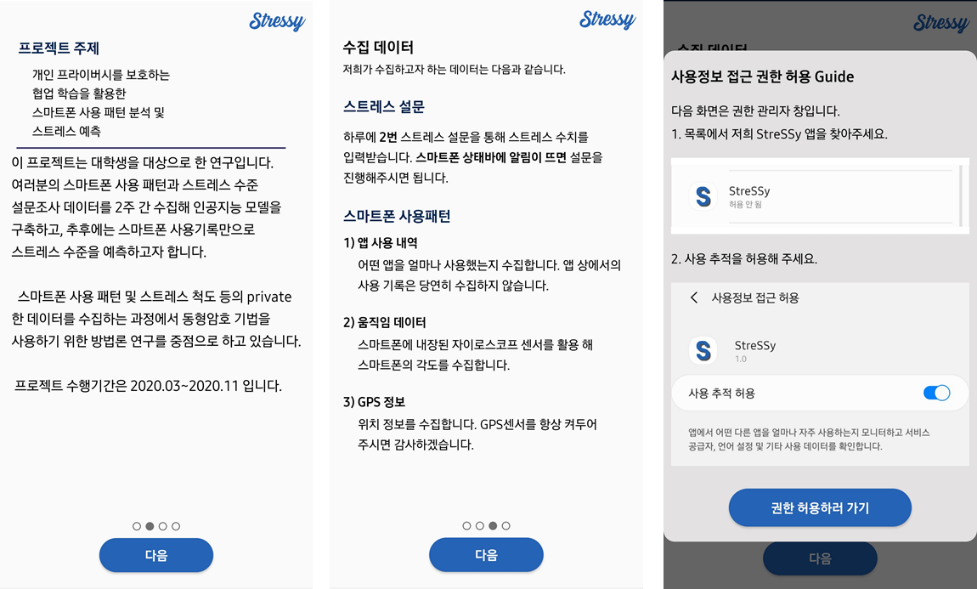 Stressy
프로젝트 주제
개인 프라이버시를 보호하는
협업 학습을 활용한
스마트폰 사용 패턴 분석 및
스트레스 예측
이 프로젝트는 대학생을 대상으로 한 연구입니다.
여러분의 스마트폰 사용 패턴과 스트레스 수준
설문조사 데이터를 2주 간 수집해 인공지능 모델을
구축하고, 추후에는 스마트폰 사용기록만으로
스트레스 수준을 예측하고자 합니다.
스마트폰 사용 패턴 및 스트레스 척도 등의 private
한 데이터를 수집하는 과정에서 동형암호 기법을
사용하기 위한 방법론 연구를 중점으로 하고 있습니다.
프로젝트 수행기간은 2020.03~2020.11 입니다.
다음
Stressy
수집 데이터
저희가 수집하고자 하는 데이터는 다음과 같습니다.
스트레스 설문
하루에 2번 스트레스 설문을 통해 스트레스 수치를
입력받습니다. 스마트폰 상태바에 알림이 뜨면 설문을
진행해주시면 됩니다.
스마트폰 사용패턴
1) 앱 사용 내역
어떤 앱을 얼마나 사용했는지 수집합니다. 앱 상에서의
사용 기록은 당연히 수집하지 않습니다.
2) 움직임 데이터
스마트폰에 내장된 자이로스코프 센서를 활용 해
스마트폰의 각도를 수집합니다.
3) GPS 정보
위치 정보를 수집합니다. GPS센서를 항상 켜두어
주시면 감사하겠습니다.
다음
Stressy
수집 데이터
사용정보 접근 권한 허용 Guide
다음 화면은 권한 관리자 창입니다.
1. 목록에서 저희 StreSSy 앱을 찾아주세요.
S
StreSSy
허용 안 됨
2. 사용 추적을 허용해 주세요.
사용정보 접근 허용
S
StreSSy
1.0
사용 추적 허용
앱에서 어떤 다른 앱을 얼마나 자주 사용하는지 모니터하고 서비스
공급자, 언어 설정 및 기타 사용 데이터를 확인합니다.
권한 허용하러 가기
다음